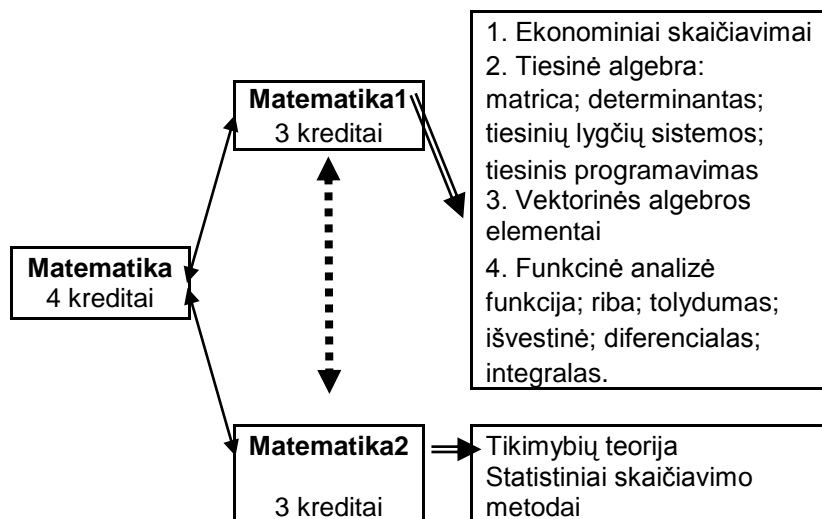 Matematika
4 kreditai
Matematika1
3 kreditai
1. Ekonominiai skaičiavimai
2. Tiesinė algebra:
matrica; determinantas;
tiesinių lygčių sistemos;
tiesinis programavimas
3. Vektorinės algebros
elementai
4. Funkcinė analizė
funkcija; riba; tolydumas;
išvestinė; diferencialas;
integralas.
Matematika2
3 kreditai
Tikimybių teorija
Statistiniai skaičiavimo
metodai